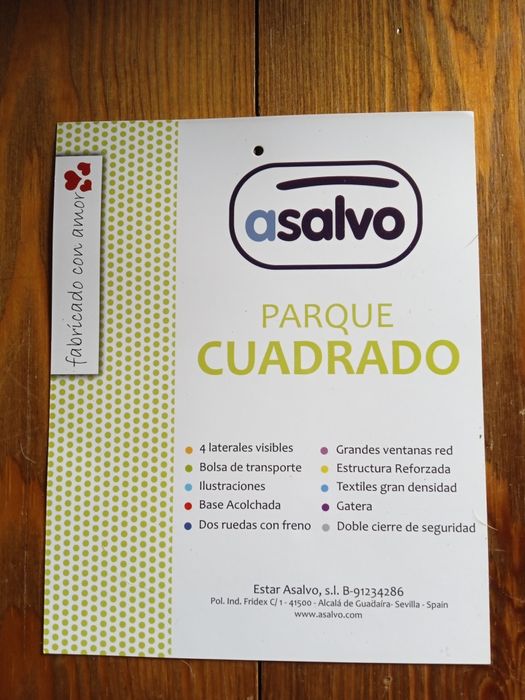 fabricado con amor
asalvo
PARQUE
CUADRADO
4 laterales visibles
Bolsa de transporte
Ilustraciones
Base Acolchada
Dos ruedas con freno
Grandes ventanas red
Estructura Reforzada
Textiles gran densidad
Gatera
Doble cierre de seguridad
Estar Asalvo, s.l. B-91234286
Pol. Ind. Fridex C/ 1 - 41500 - Alcalá de Guadaíra- Sevilla - Spain
www.asalvo.com